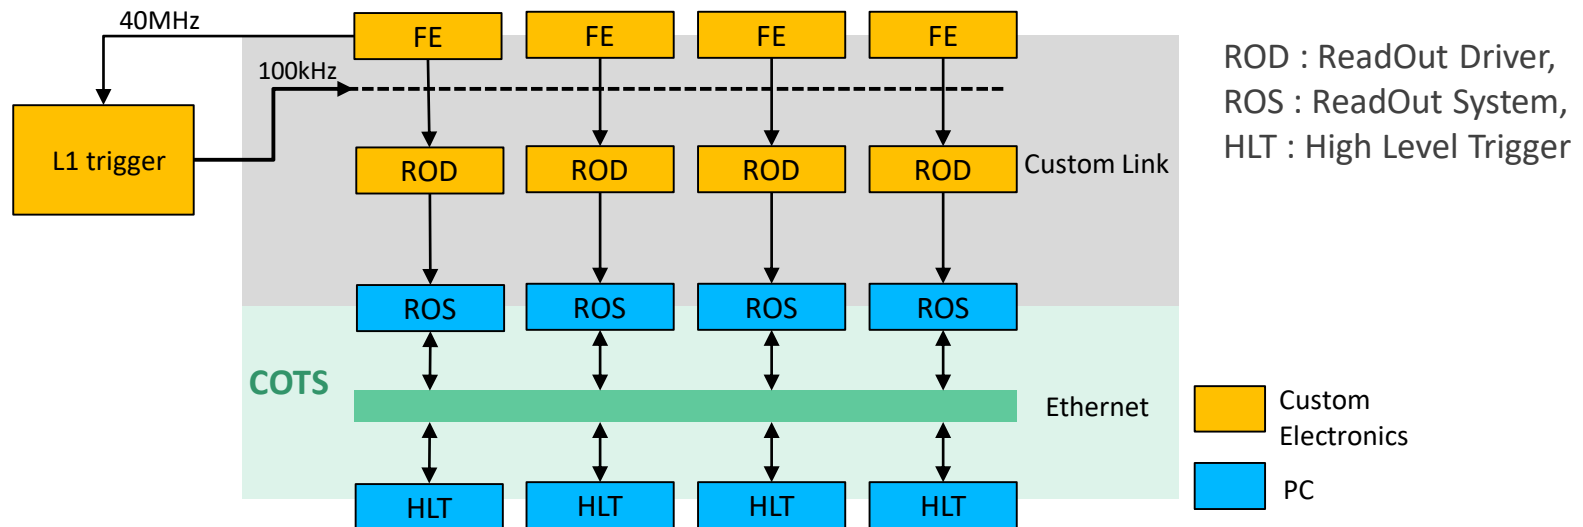 40MHz
FE
FE
FE
FE
100kHz
L1 trigger
ROD
ROD
ROD
ROD
Custom Link
ROS
ROS
ROS
ROS
COTS
Ethernet
HLT
HLT
HLT
HLT
ROD : ReadOut Driver,
ROS : ReadOut System,
HLT : High Level Trigger
Custom
Electronics
PC